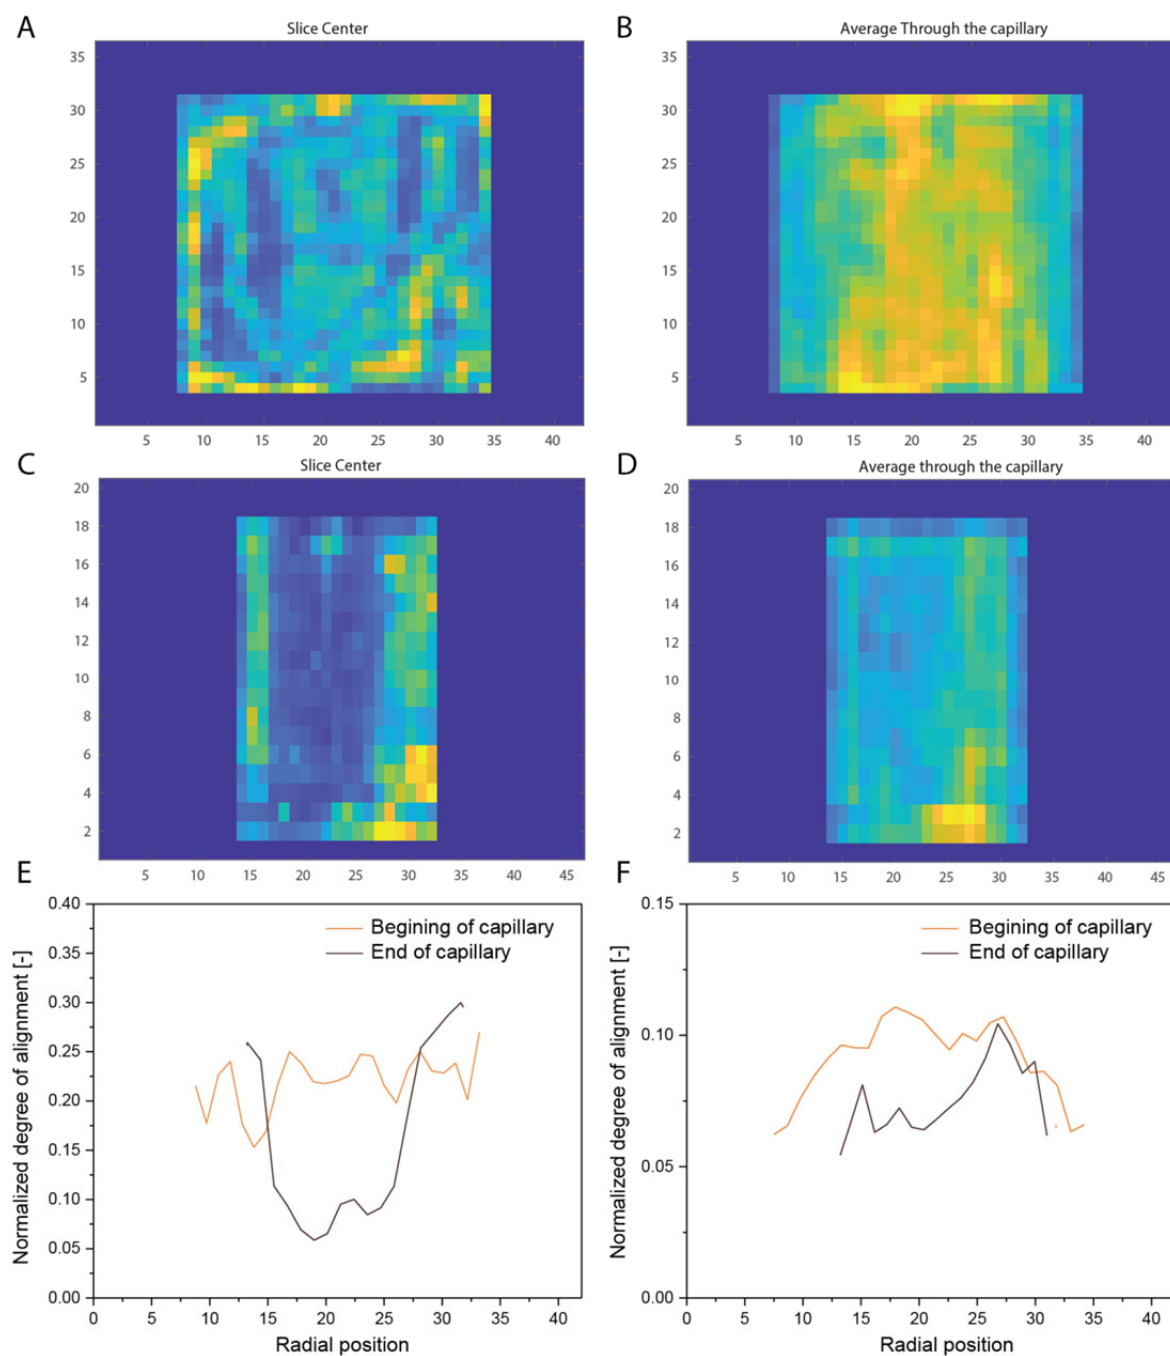 A
Slice Center
35
30
25
20
15
10
5
5 10 15 20 25 30 35 40
B
Average Through the capillary
35
30
25
20
15
10
5
5 10 15 20 25 30 35 40
C
Slice Center
20
18
16
14
12
10
8
6
4
2
5 10 15 20 25 30 35 40 45
D
Average through the capillary
20
18
16
14
12
10
8
6
4
2
5 10 15 20 25 30 35 40 45
E
Normalized degree of alignment [-]
0.40
0.35
0.30
0.25
0.20
0.15
0.10
0.05
0.00
Begining of capillary
End of capillary
0 5 10 15 20 25 30 35 40
Radial position
F
Normalized degree of alignment [-]
0.15
0.10
0.05
0.00
Begining of capillary
End of capillary
0 5 10 15 20 25 30 35 40
Radial position